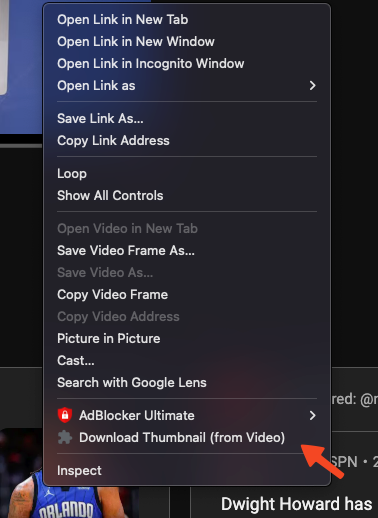 Open Link in New Tab
Open Link in New Window
Open Link in Incognito Window
Open Link as
Save Link As...
Copy Link Address
Loop
Show All Controls
Open Video in New Tab
Save Video Frame As...
Save Video As...
Copy Video Frame
Copy Video Address
Picture in Picture
Cast...
Search with Google Lens
red: @r
AdBlocker Ultimate
Download Thumbnail (from Video)
SPN • 2
Inspect
ORLANDO
Dwight Howard has